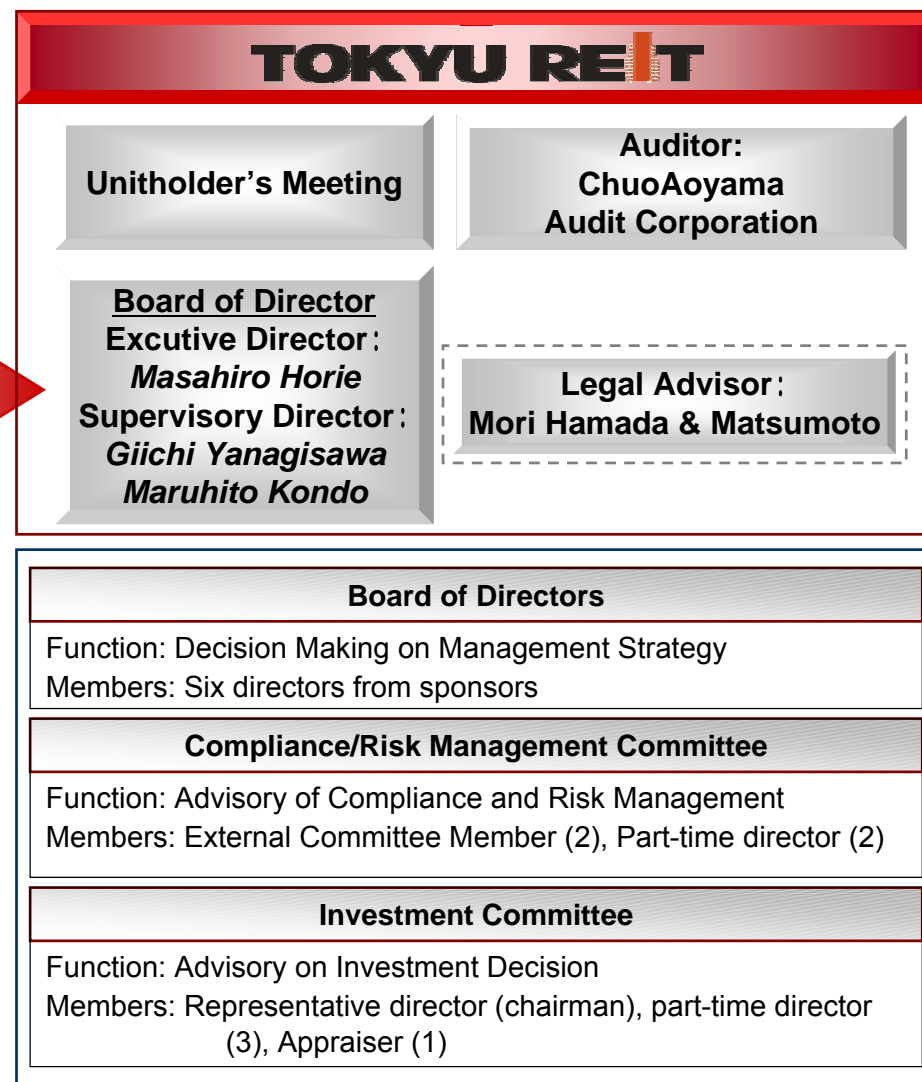 TOKYU REIT
Unitholder's Meeting
Auditor:
ChuoAoyama
Audit Corporation
Board of Director
Excutive Director:
Masahiro Horie
Supervisory Director:
Giichi Yanagisawa
Maruhito Kondo
Legal Advisor:
Mori Hamada & Matsumoto
Board of Directors
Function: Decision Making on Management Strategy
Members: Six directors from sponsors
Compliance/Risk Management Committee
Function: Advisory of Compliance and Risk Management
Members: External Committee Member (2), Part-time director (2)
Investment Committee
Function: Advisory on Investment Decision
Members: Representative director (chairman), part-time director
(3), Appraiser (1)